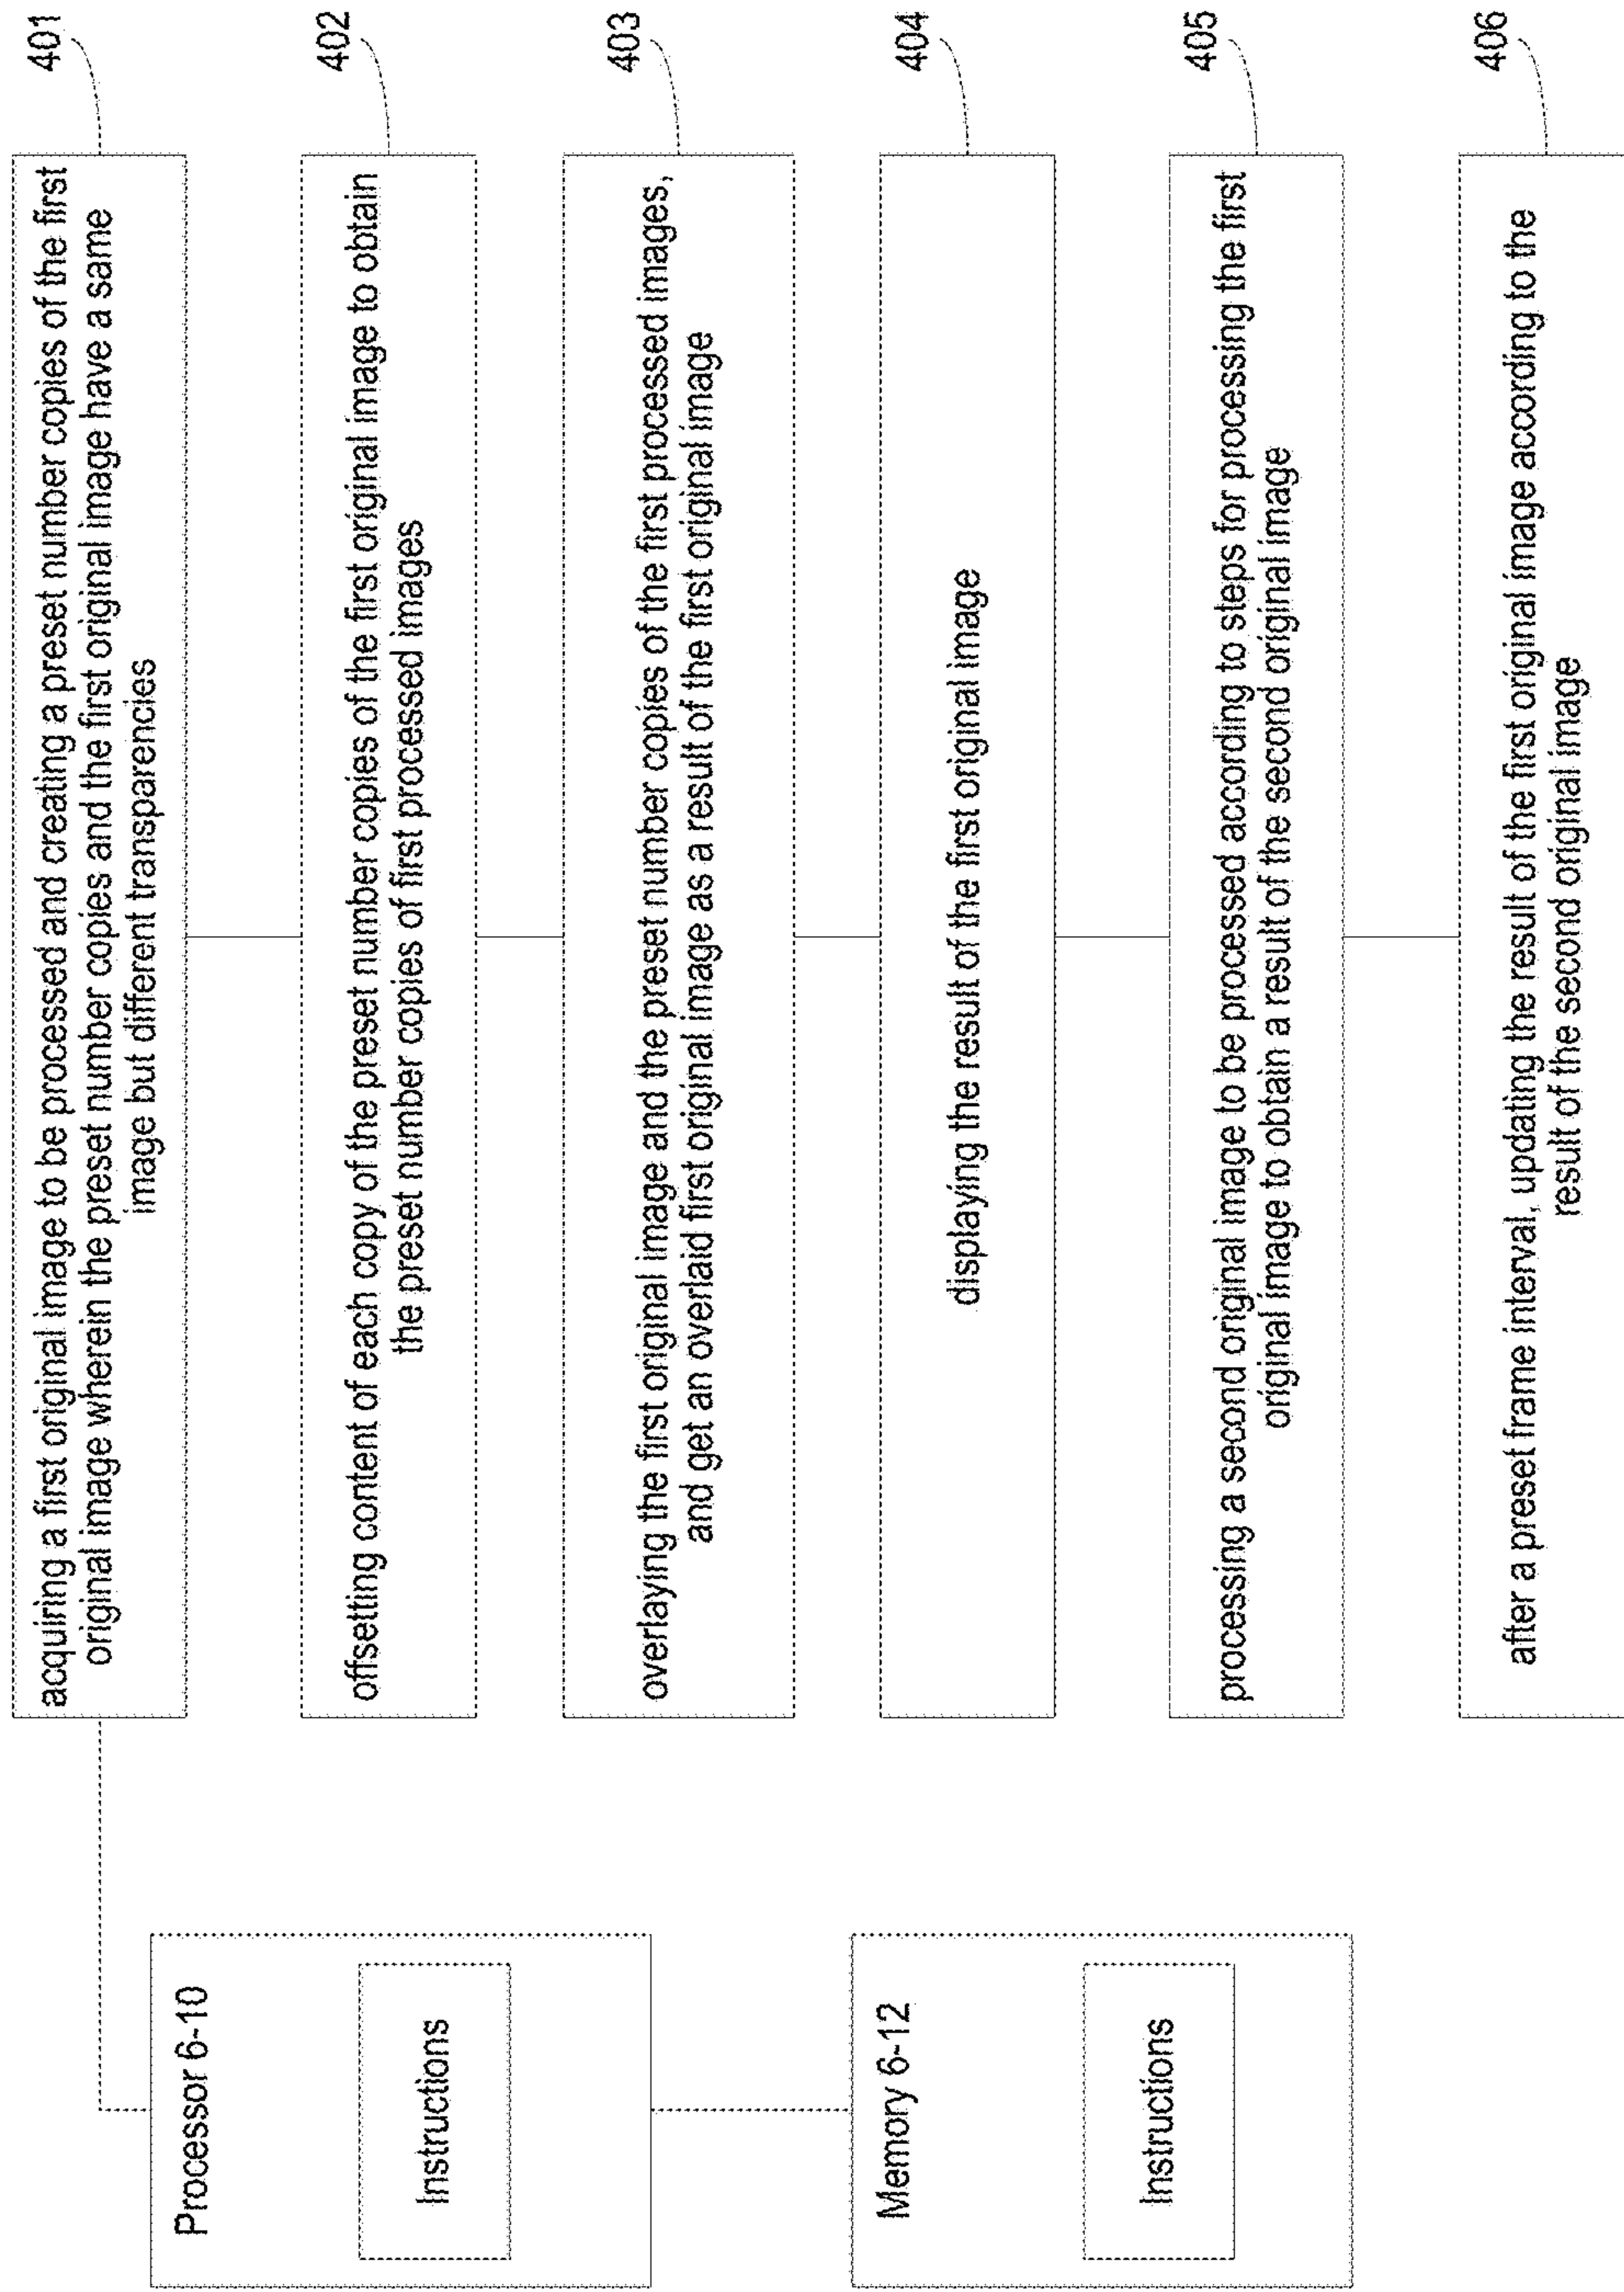 Processor 6-10
Instructions
Memory 6-12
Instructions
401
acquiring a first original image to be processed and creating a preset number copies of the first
original image wherein the preset number copies and the first original image have a same
image but different transparencies
402
offsetting content of each copy of the preset number copies of the first original image to obtain
the preset number copies of first processed images
403
overlaying the first original image and the preset number copies of the first processed images,
and get an overlaid first original image as a result of the first original image
404
displaying the result of the first original image
405
processing a second original image to be processed according to steps for processing the first
original image to obtain a result of the second original image
406
after a preset frame interval, updating the result of the first original image according to the
result of the second original image